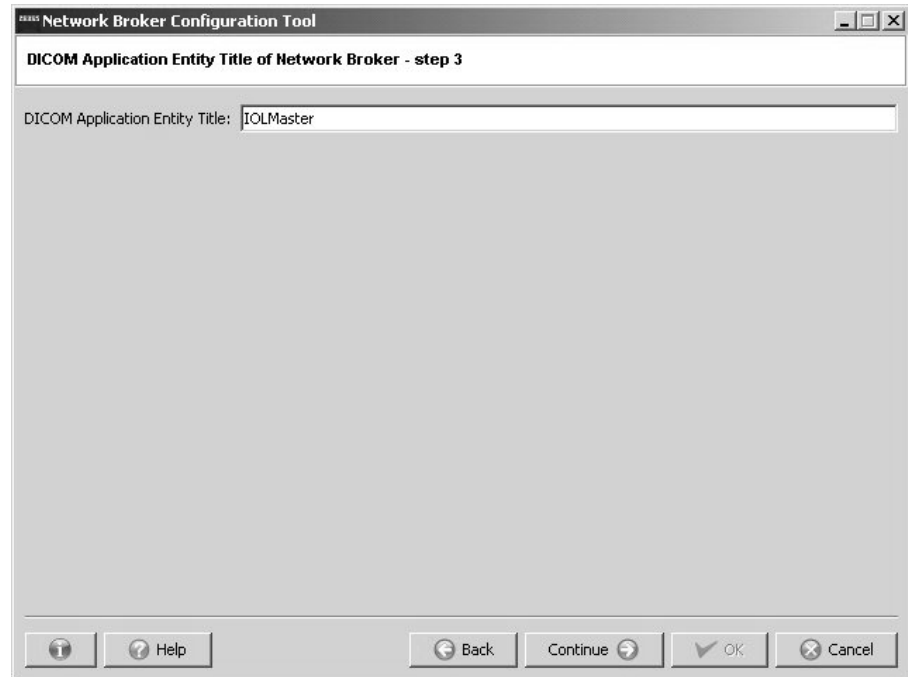 ZEISS Network Broker Configuration Tool
DICOM Application Entity Title of Network Broker - step 3
DICOM Application Entity Title: IOLMaster
Help Back Continue OK Cancel